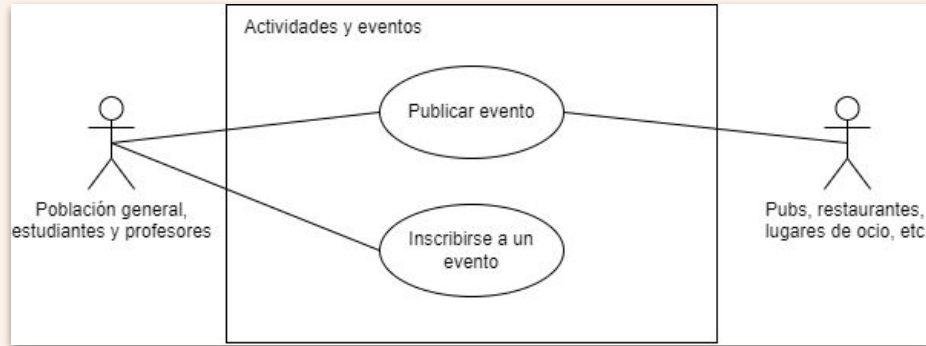 Actividades y eventos
Publicar evento
Inscribirse a un
evento
Población general,
estudiantes y profesores
Pubs, restaurantes,
lugares de ocio, etc